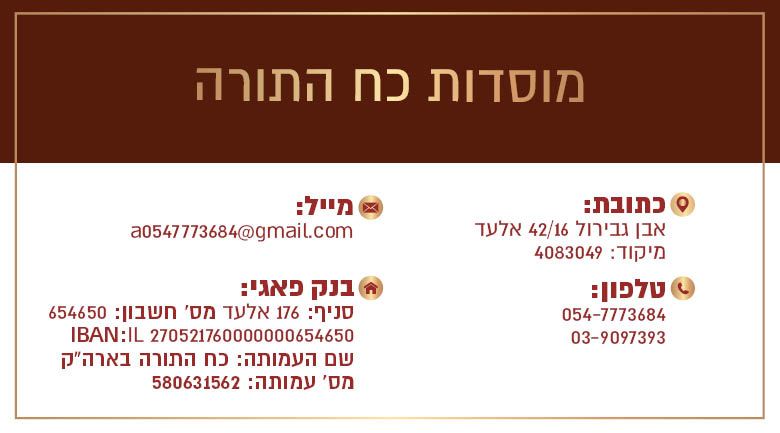 מוסדות כח התורה
כתובת:
אבן גבירול 42/16 אלעד
מיקוד: 4083049
טלפון:
054-7773684
03-9097393
מייל:
a0547773684@gmail.com
בנק פאגי:
סניף: 176 אלעד מס' חשבון: 654650
IBAN:IL 270521760000000654650
שם העמותה: כח התורה בארה"ק
מס' עמותה: 580631562